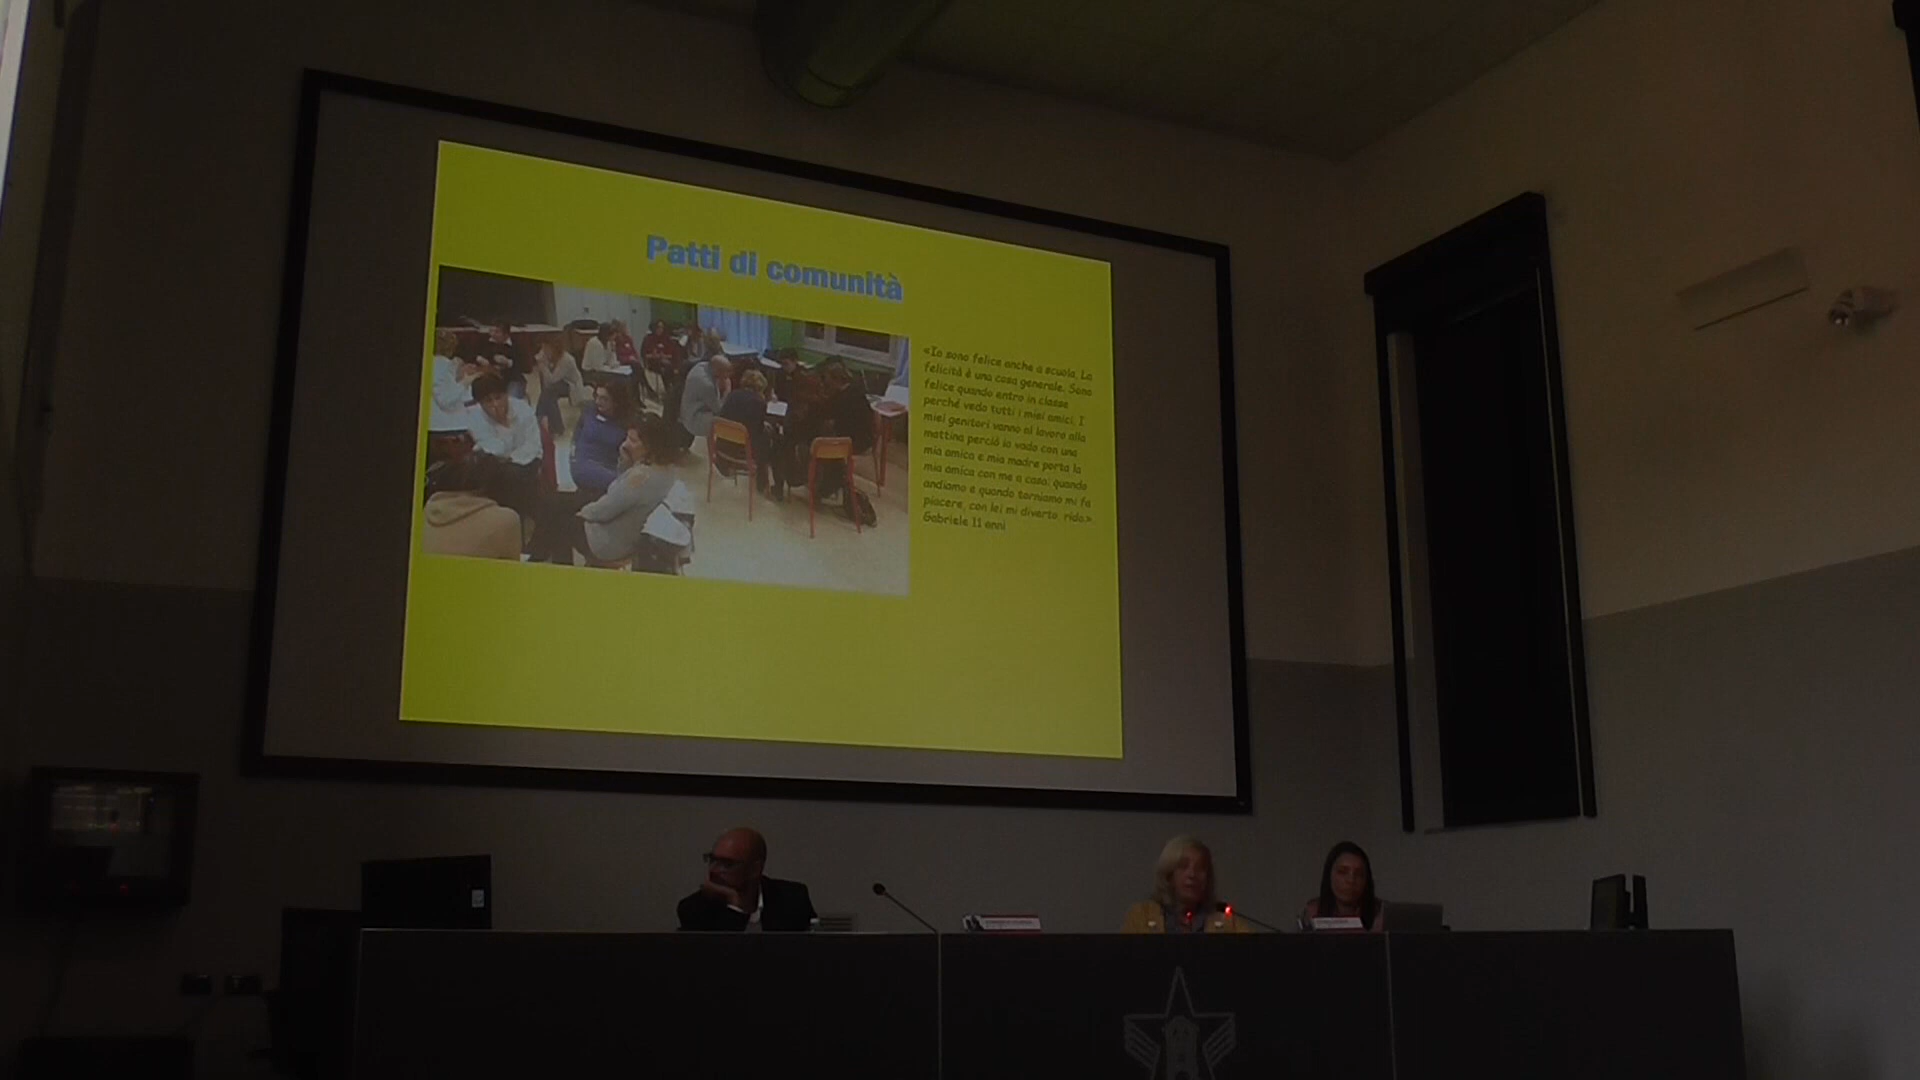 Patti di comunità
«Io sono felice anche a scuola. La
felicità è una cosa generale. Sono
felice quando entro in classe
perché vedo tutti i miei amici. I
miei genitori vanno al lavoro alla
mattina perciò io vado con una
mia amica e mia madre porta la
mia amica con me a casa: quando
andiamo e quando torniamo mi fa
piacere, con lei mi diverto, rido.»
Gabriele 11 anni